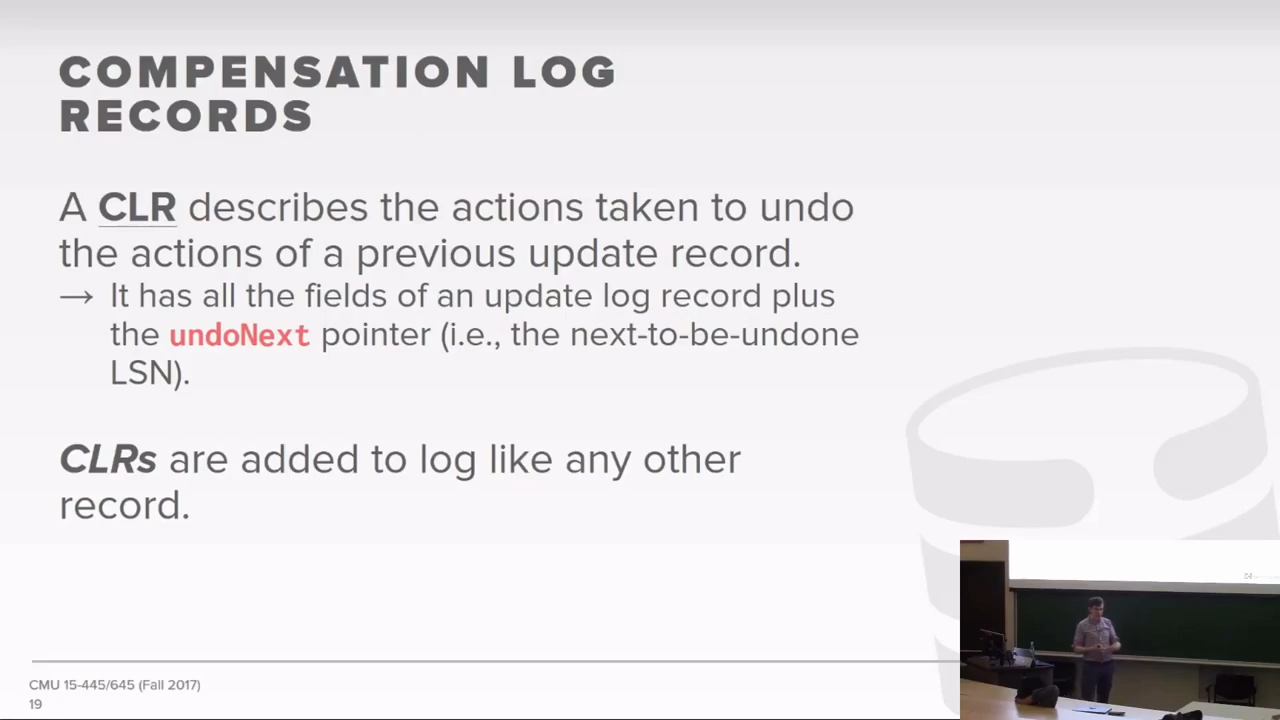 COMPENSATION LOG
RECORDS
A CLR describes the actions taken to undo
the actions of a previous update record.
→ It has all the fields of an update log record plus
the undoNext pointer (i.e., the next-to-be-undone
LSN).
CLRs are added to log like any other
record.
CMU 15-445/645 (Fall 2017)
19